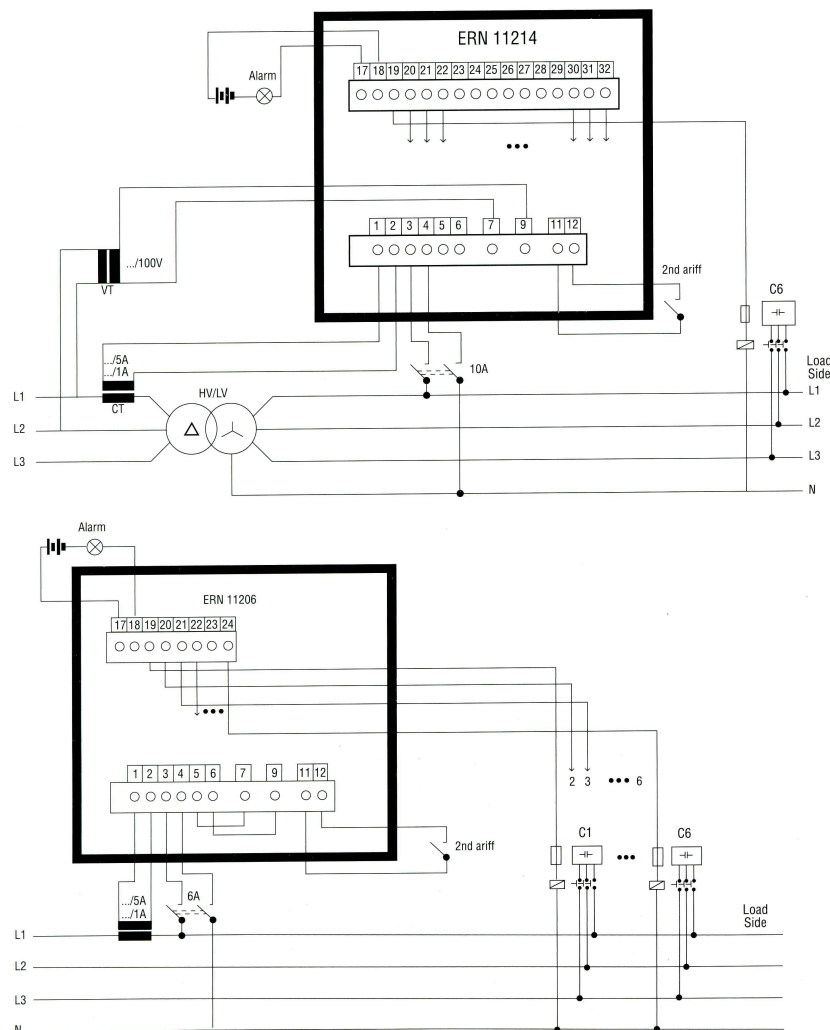 ERN 11214
Alarm
17 18 19 20 21 22 23 24 25 26 27 28 29 30 31 32
1 2 3 4 5 6 7 9 11 12
.../100V
VT
2nd ariff
C6
.../5A
.../1A
CT
HV/LV
10A
Load
Side
L1
L1
L2
L2
L3
L3
N
Alarm
ERN 11206
17 18 19 20 21 22 23 24
1 2 3 4 5 6 7 9 11 12
2 3 ••• 6
2nd ariff
C1
C6
.../5A
.../1A
6A
Load
Side
L1
L2
L3
N